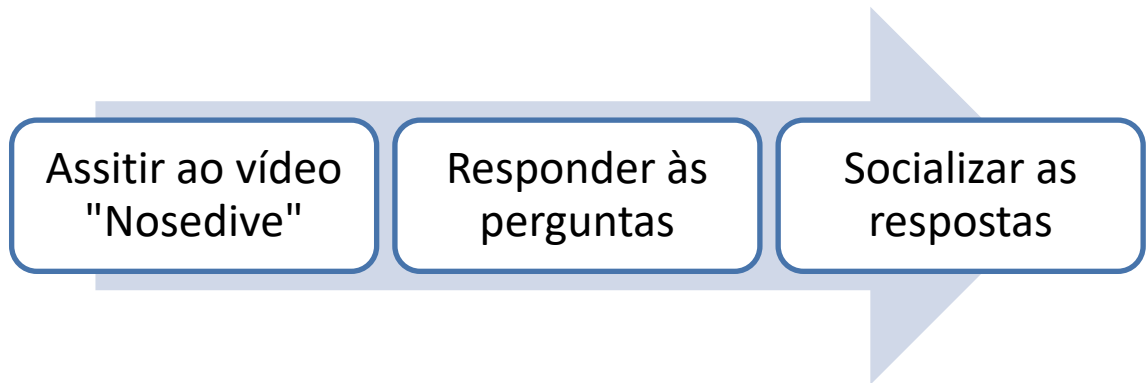 Assitir ao vídeo
"Nosedive"
Responder às
perguntas
Socializar as
respostas